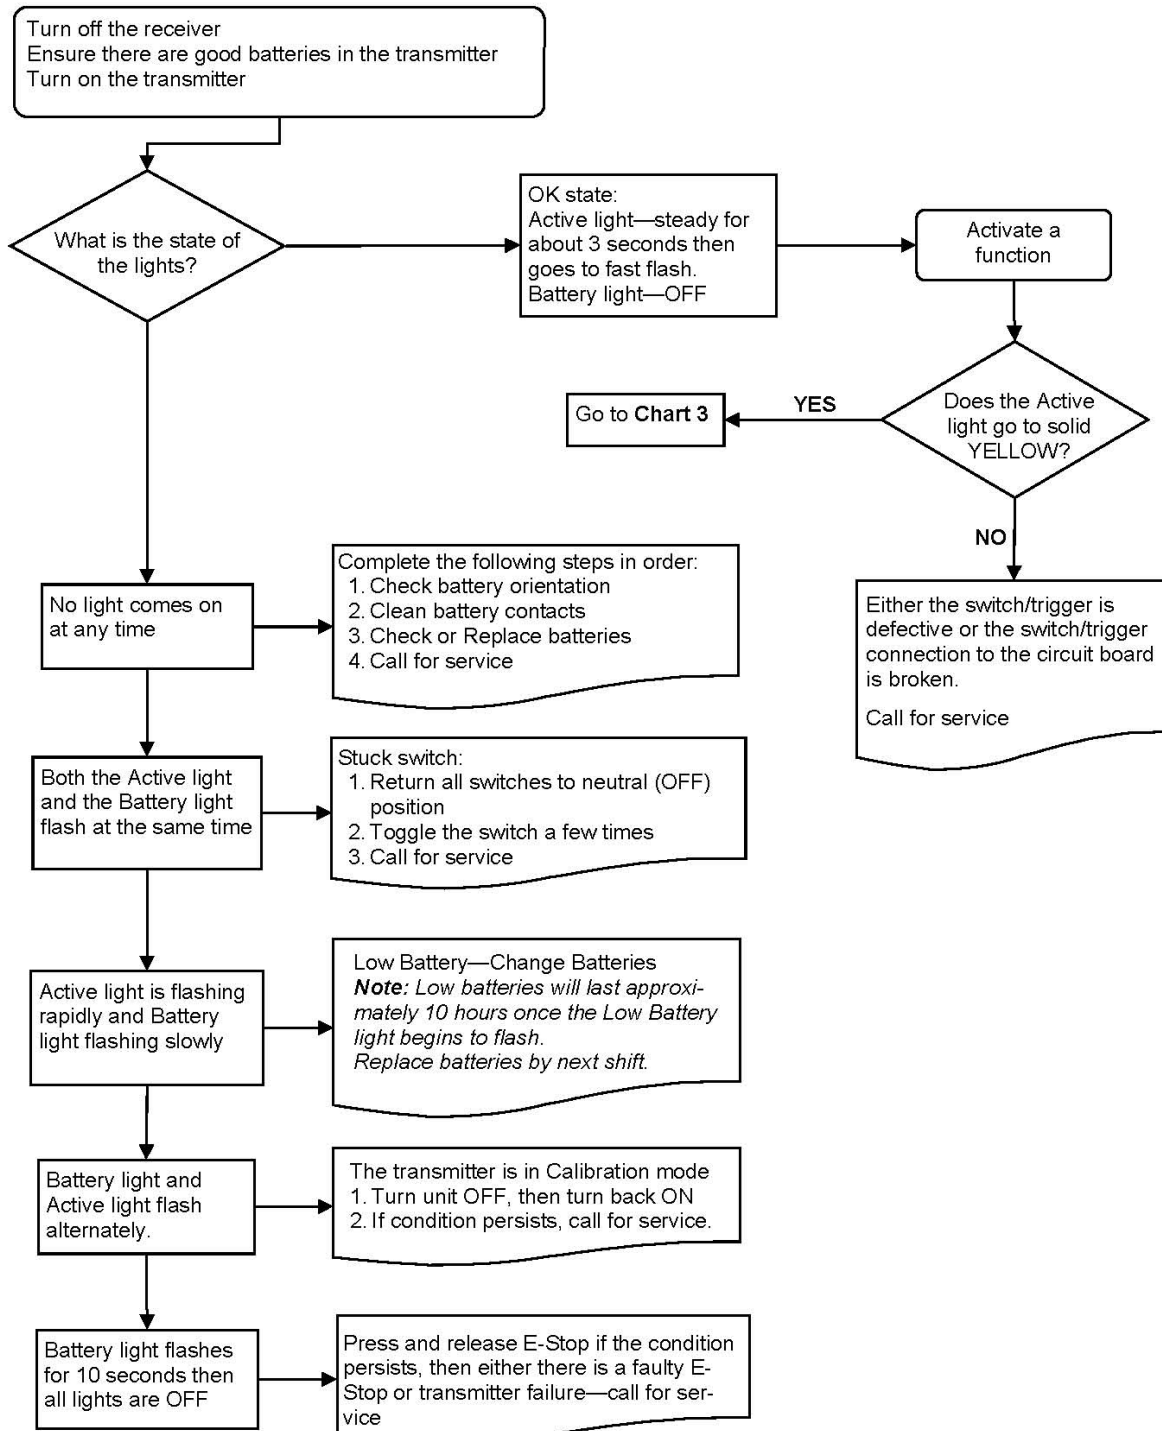 Turn off the receiver
Ensure there are good batteries in the transmitter
Turn on the transmitter
What is the state of
the lights?
OK state:
Active light—steady for
about 3 seconds then
goes to fast flash.
Battery light—OFF
Activate a
function
Does the Active
light go to solid
YELLOW?
YES
Go to Chart 3
NO
Either the switch/trigger is
defective or the switch/trigger
connection to the circuit board
is broken.
Call for service
No light comes on
at any time
Complete the following steps in order:
1. Check battery orientation
2. Clean battery contacts
3. Check or Replace batteries
4. Call for service
Both the Active light
and the Battery light
flash at the same time
Stuck switch:
1. Return all switches to neutral (OFF)
position
2. Toggle the switch a few times
3. Call for service
Active light is flashing
rapidly and Battery
light flashing slowly
Low Battery—Change Batteries
Note: Low batteries will last approxi-
mately 10 hours once the Low Battery
light begins to flash.
Replace batteries by next shift.
Battery light and
Active light flash
alternately.
The transmitter is in Calibration mode
1. Turn unit OFF, then turn back ON
2. If condition persists, call for service.
Battery light flashes
for 10 seconds then
all lights are OFF
Press and release E-Stop if the condition
persists, then either there is a faulty E-
Stop or transmitter failure—call for ser-
vice